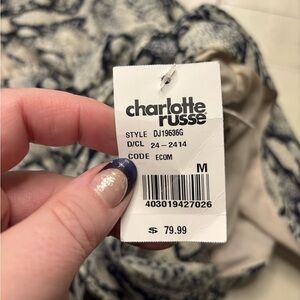 charlotte
russe
STYLE DJ19636G
D/CL 24-2414
CODE ECOM
M
403019427026
$ 79.99